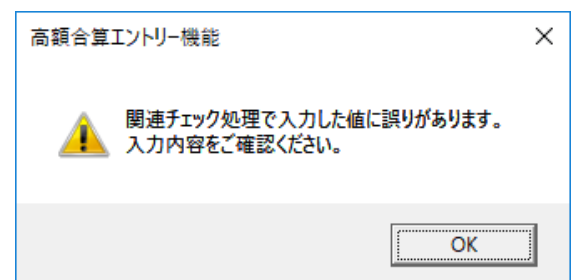 高額合算エントリー機能
関連チェック処理で入力した値に誤りがあります。
入力内容をご確認ください。
OK